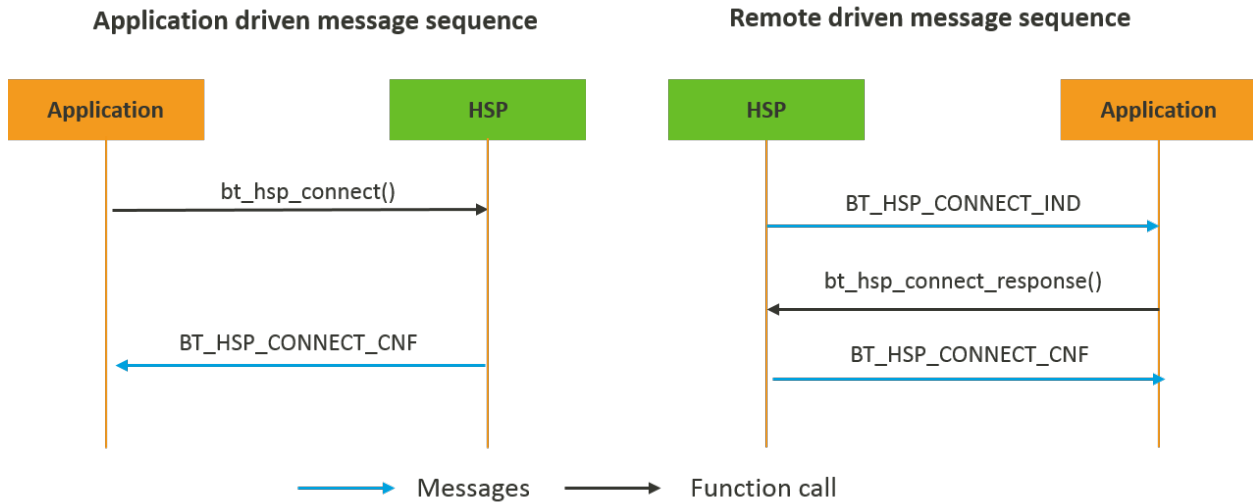 Application driven message sequence
Remote driven message sequence
Application
HSP
HSP
Application
bt_hsp_connect()
BT_HSP_CONNECT_IND
bt_hsp_connect_response()
BT_HSP_CONNECT_CNF
BT_HSP_CONNECT_CNF
Messages
Function call